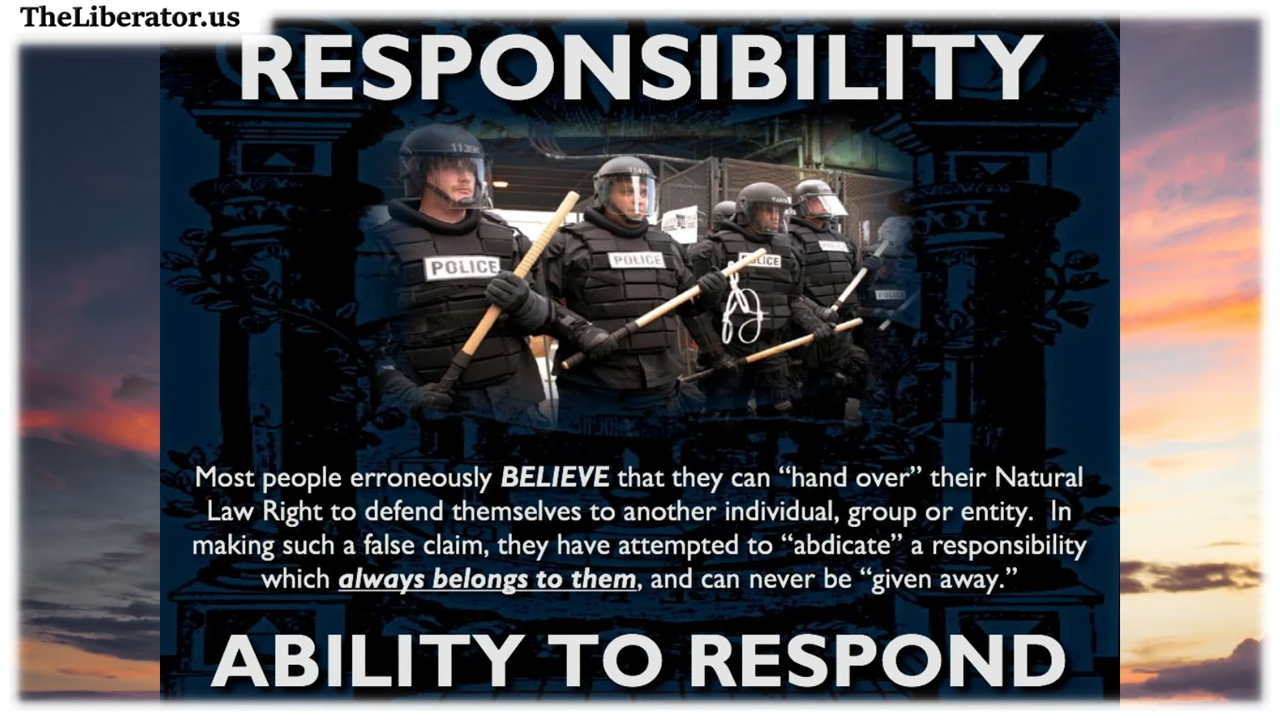 TheLiberator.us
RESPONSIBILITY
POLICE
POLICE
POLICE
Most people erroneously BELIEVE that they can “hand over” their Natural
Law Right to defend themselves to another individual, group or entity.  In
making such a false claim, they have attempted to “abdicate” a responsibility
which always belongs to them, and can never be “given away.”
ABILITY TO RESPOND